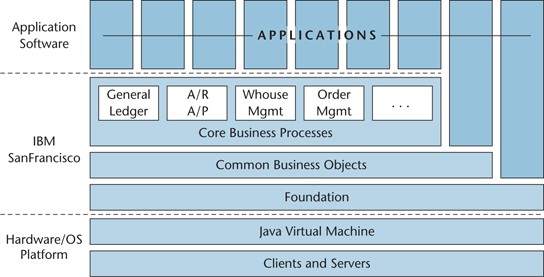 Application
Software
APPLICATIONS
IBM
SanFrancisco
General
Ledger
A/R
A/P
Whouse
Mgmt
Order
Mgmt
. . .
Core Business Processes
Common Business Objects
Foundation
Hardware/OS
Platform
Java Virtual Machine
Clients and Servers